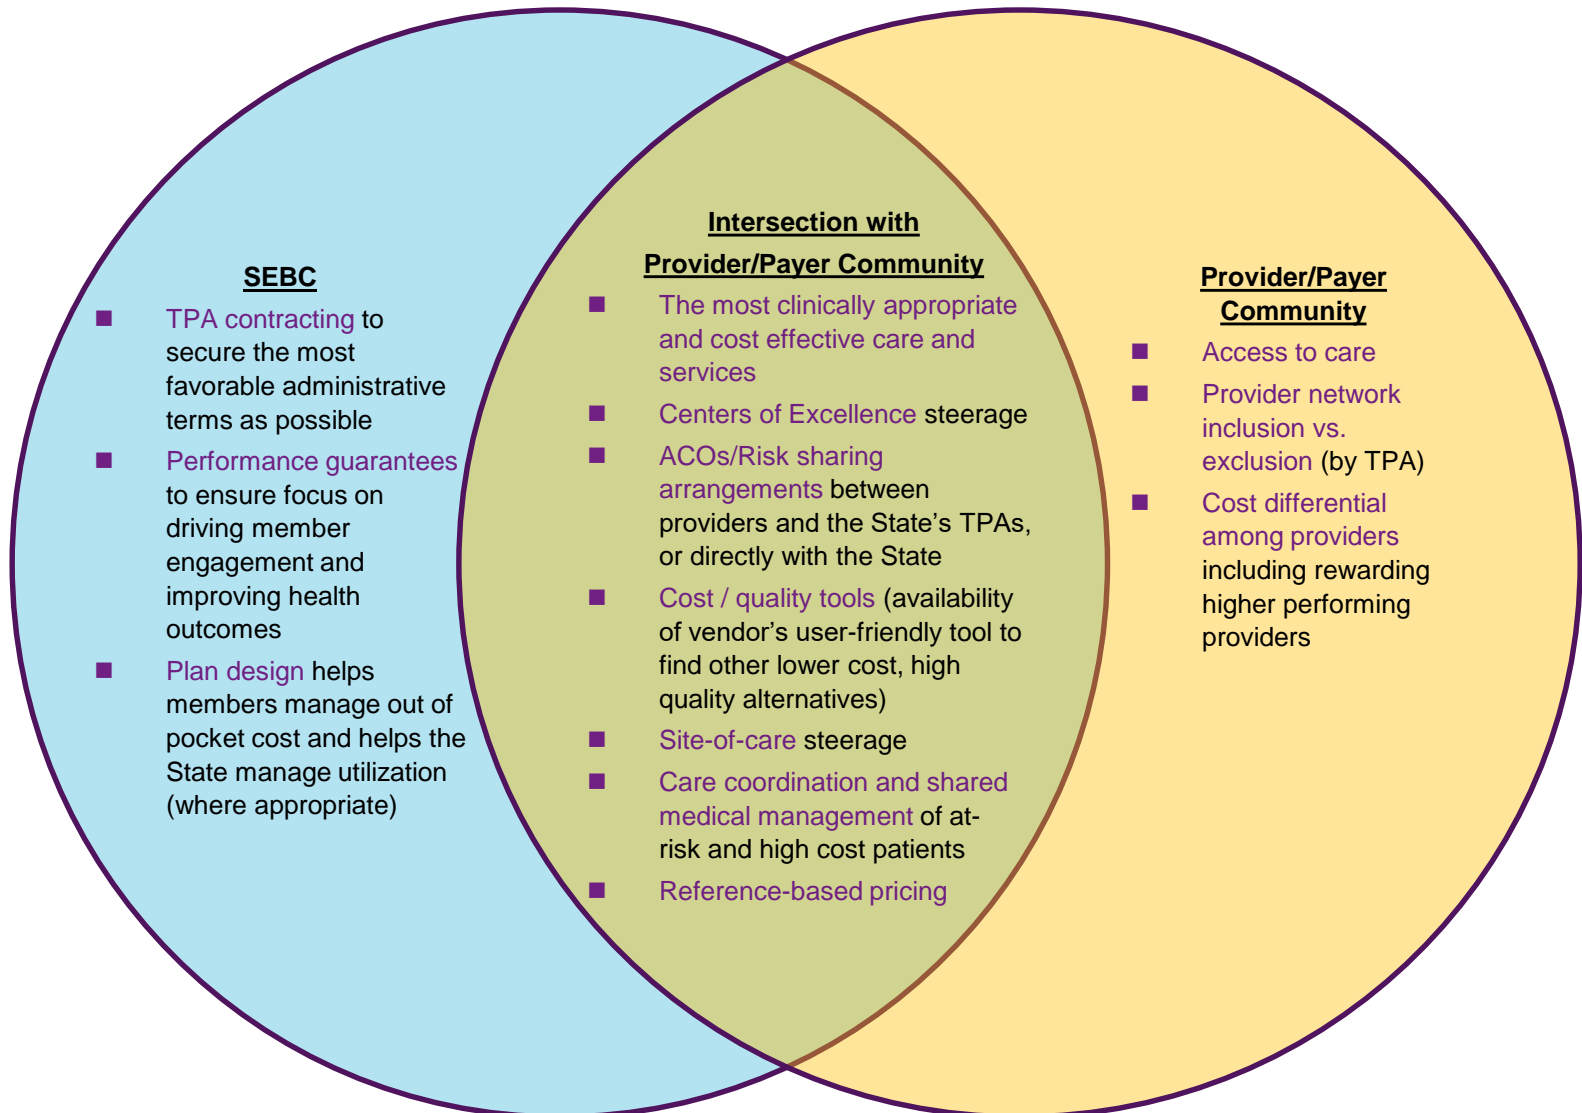 SEBC
■ TPA contracting to
secure the most
favorable administrative
terms as possible
■ Performance guarantees
to ensure focus on
driving member
engagement and
improving health
outcomes
■ Plan design helps
members manage out of
pocket cost and helps the
State manage utilization
(where appropriate)
Intersection with
Provider/Payer Community
■ The most clinically appropriate
and cost effective care and
services
■ Centers of Excellence steerage
■ ACOs/Risk sharing
arrangements between
providers and the State’s TPAs,
or directly with the State
■ Cost / quality tools (availability
of vendor’s user-friendly tool to
find other lower cost, high
quality alternatives)
■ Site-of-care steerage
■ Care coordination and shared
medical management of at-
risk and high cost patients
■ Reference-based pricing
Provider/Payer
Community
■ Access to care
■ Provider network
inclusion vs.
exclusion (by TPA)
■ Cost differential
among providers
including rewarding
higher performing
providers